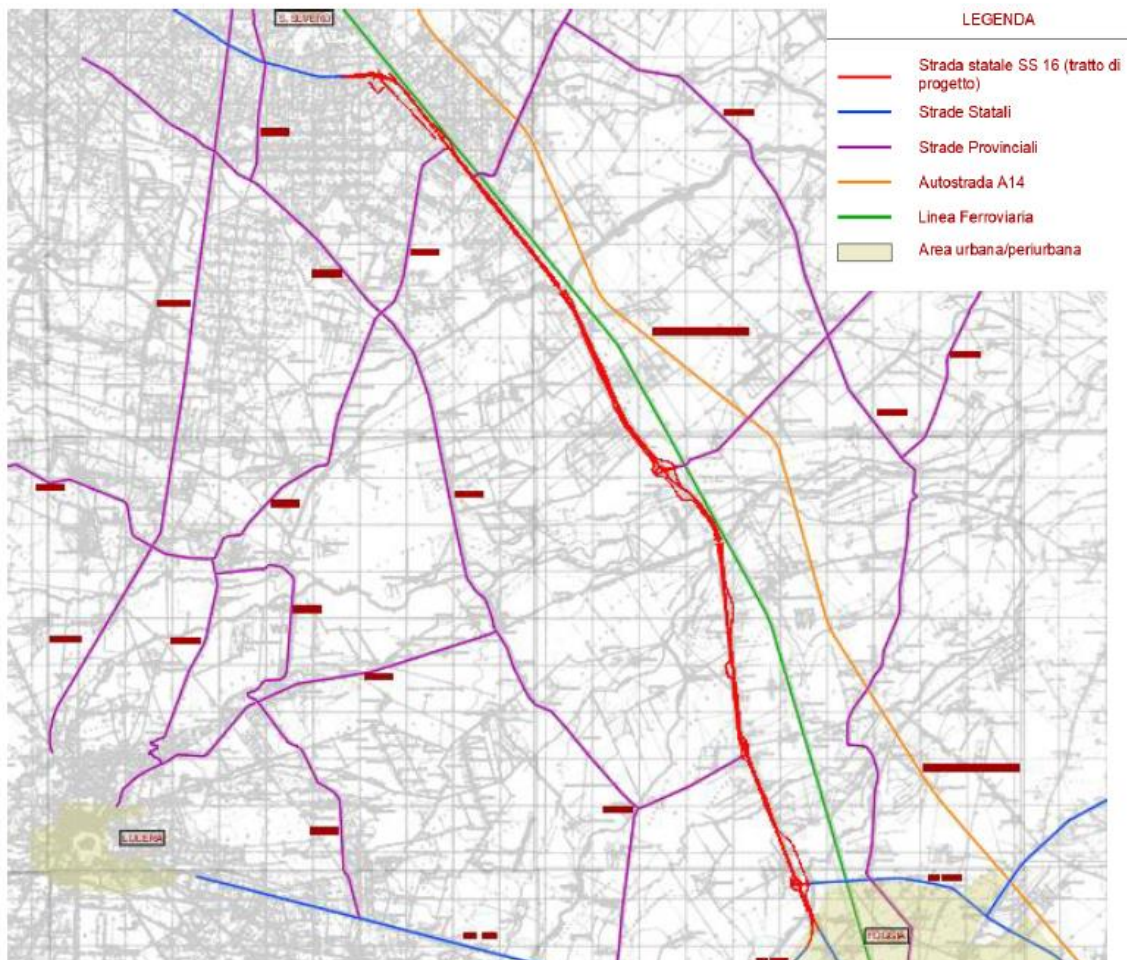 S. SEVERO
LEGENDA
Strada statale SS 16 (tratto di
progetto)
Strade Statali
Strade Provinciali
Autostrada A14
Linea Ferroviaria
Area urbana/periurbana
LUCERA
FOGGIA